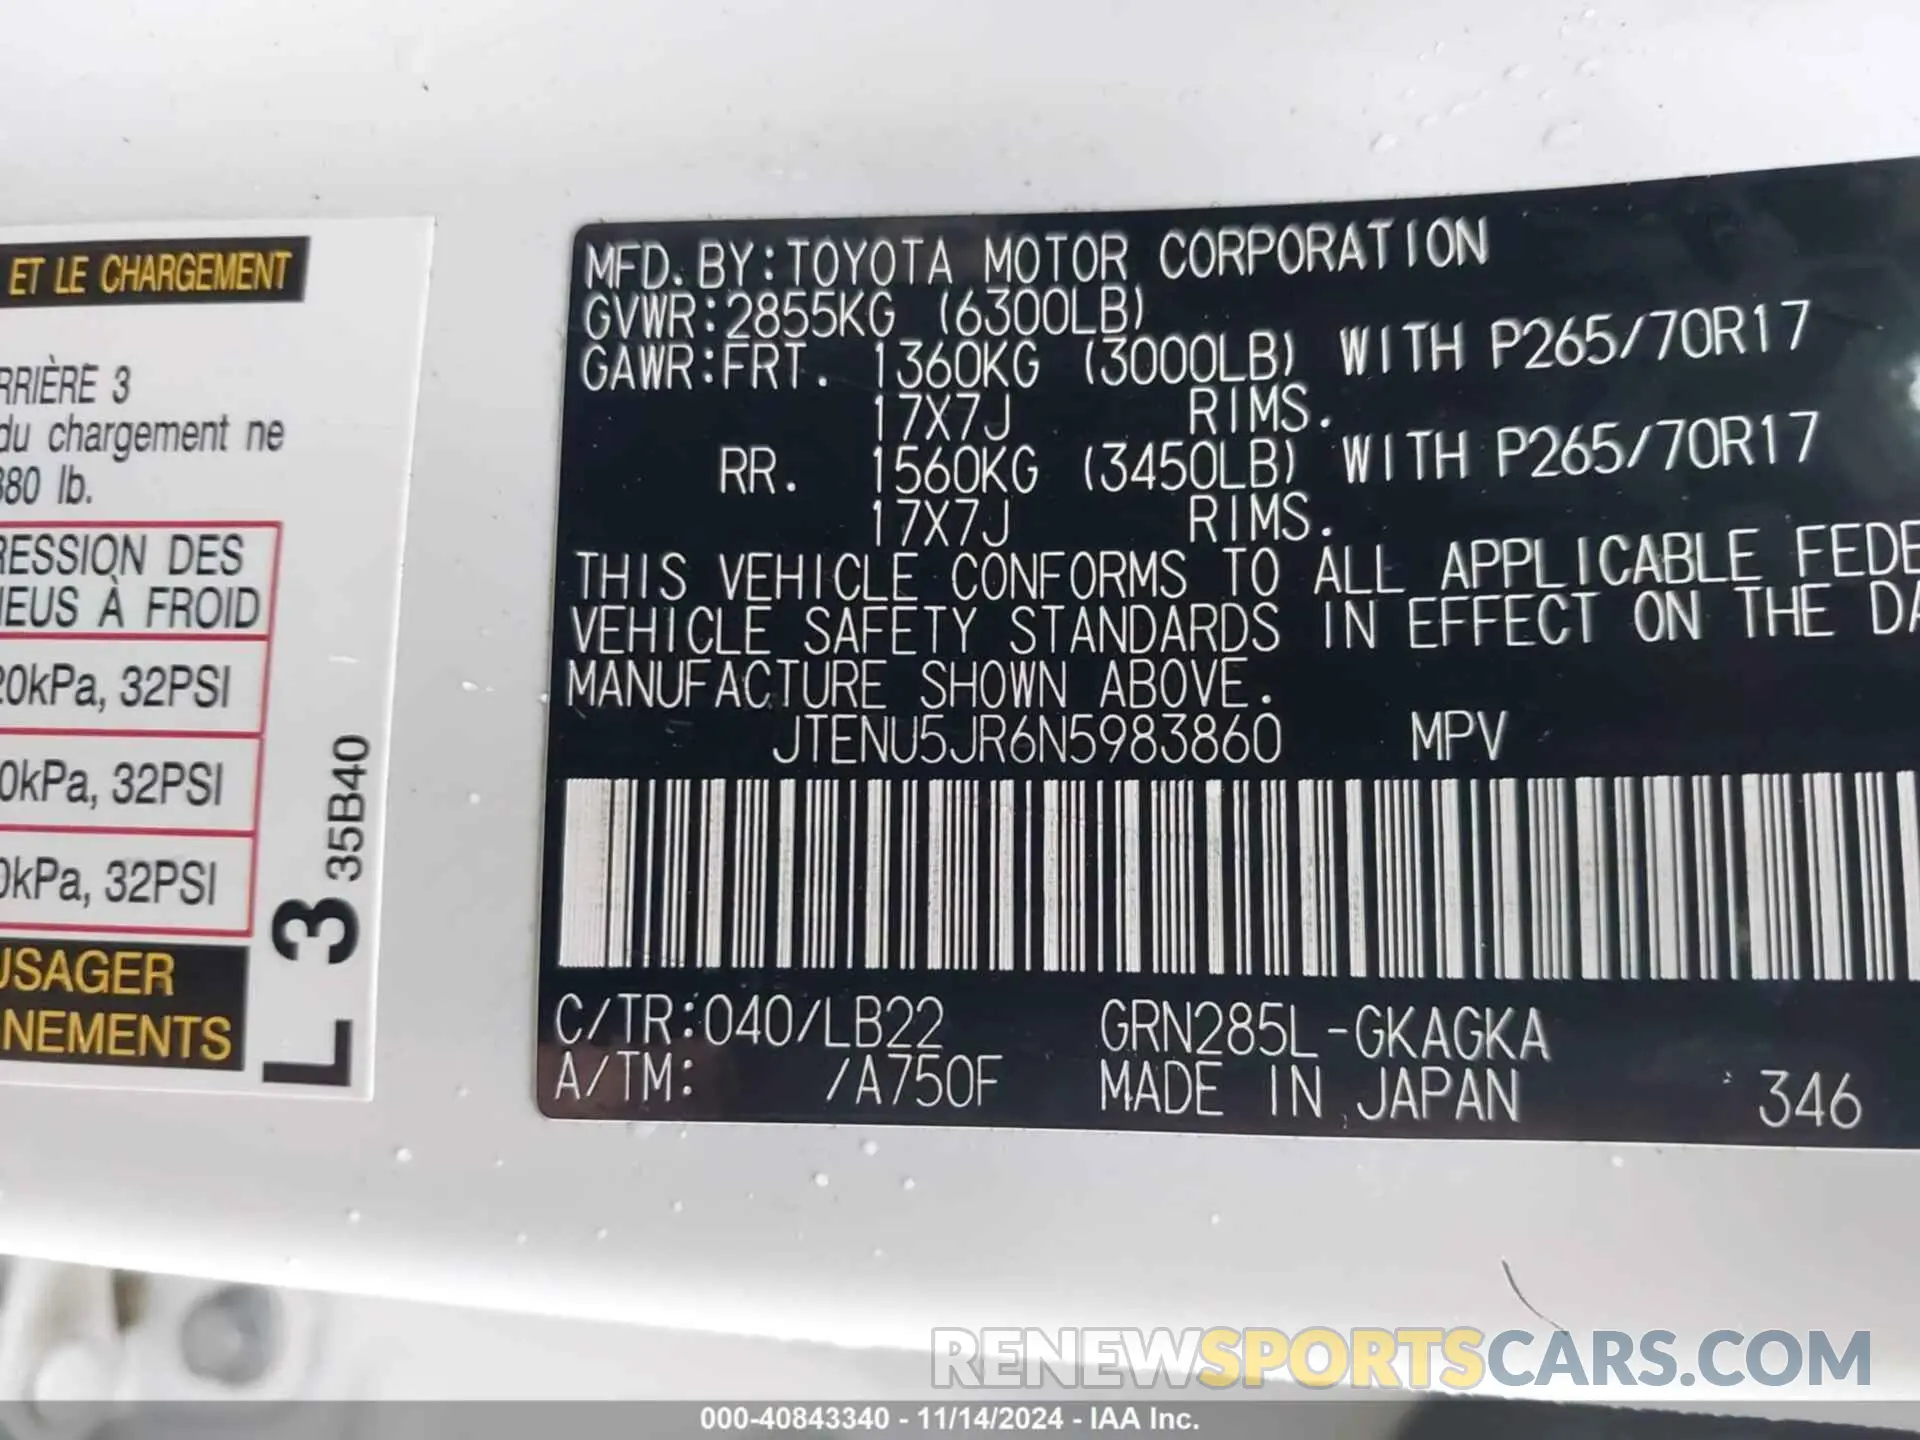 ET LE CHARGEMENT
RRIÈRE 3
du chargement ne
380 lb.
RESSION DES
NEUS À FROID
20kPa, 32PSI
0kPa, 32PSI
0kPa, 32PSI
USAGER
NEMENTS
L 3 35B40
MFD. BY:TOYOTA MOTOR CORPORATION
GVWR:2855KG (6300LB)
GAWR:FRT. 1360KG (3000LB) WITH P265/70R17
17X7J RIMS.
RR. 1560KG (3450LB) WITH P265/70R17
17X7J RIMS.
THIS VEHICLE CONFORMS TO ALL APPLICABLE FEDE
VEHICLE SAFETY STANDARDS IN EFFECT ON THE DA
MANUFACTURE SHOWN ABOVE.
JTENU5JR6N5983860 MPV
C/TR:040/LB22 GRN285L-GKAGKA
A/TM: /A750F MADE IN JAPAN 346
RENEWSPORTSCARS.COM
000-40843340 - 11/14/2024 - IAA Inc.